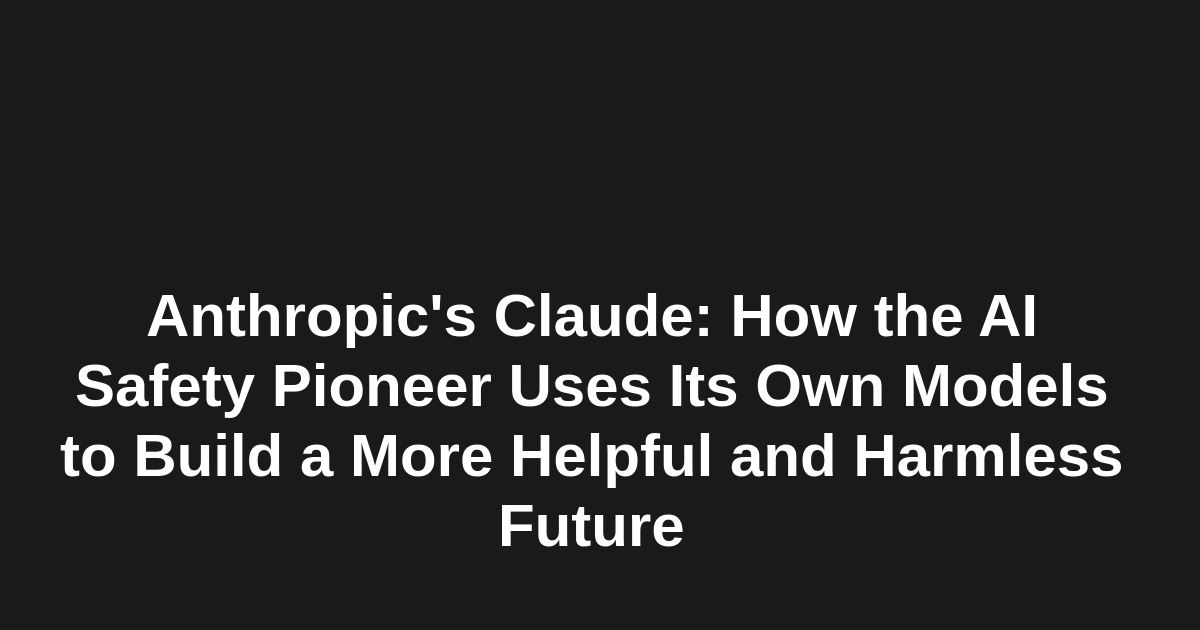 Anthropic's Claude: How the AI
Safety Pioneer Uses Its Own Models
to Build a More Helpful and Harmless
Future